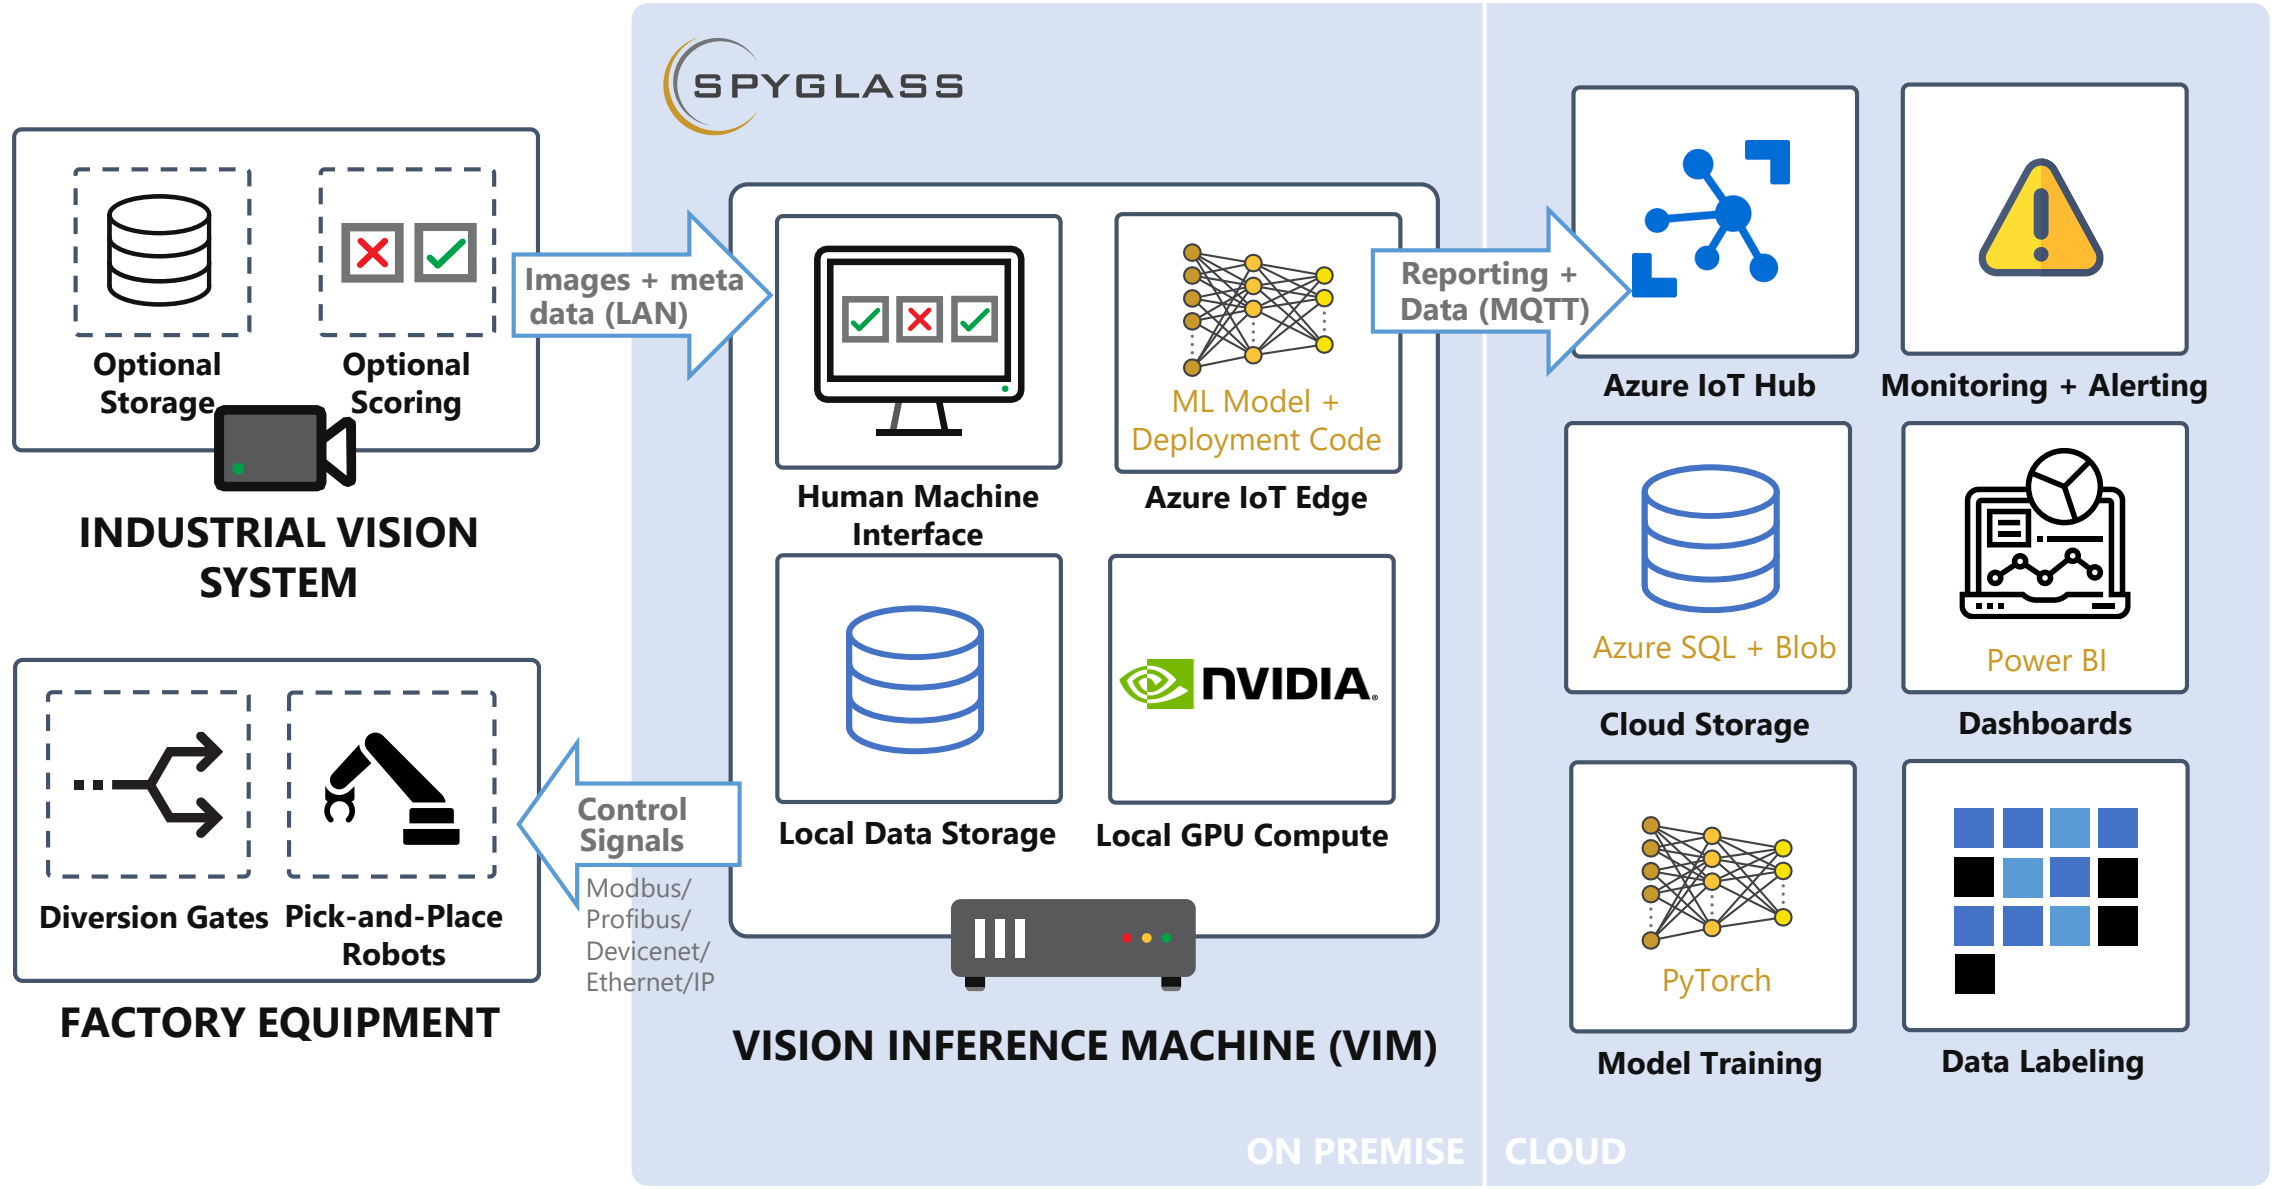 SPYGLASS
Optional
Storage
Optional
Scoring
INDUSTRIAL VISION
SYSTEM
Images + meta
data (LAN)
Human Machine
Interface
ML Model +
Deployment Code
Azure IoT Edge
Reporting +
Data (MQTT)
Azure IoT Hub
Monitoring + Alerting
Diversion Gates
Pick-and-Place
Robots
FACTORY EQUIPMENT
Control
Signals
Modbus/
Profibus/
Devicenet/
Ethernet/IP
Local Data Storage
NVIDIA®
Local GPU Compute
VISION INFERENCE MACHINE (VIM)
Azure SQL + Blob
Cloud Storage
Power BI
Dashboards
PyTorch
Model Training
Data Labeling
ON PREMISE
CLOUD